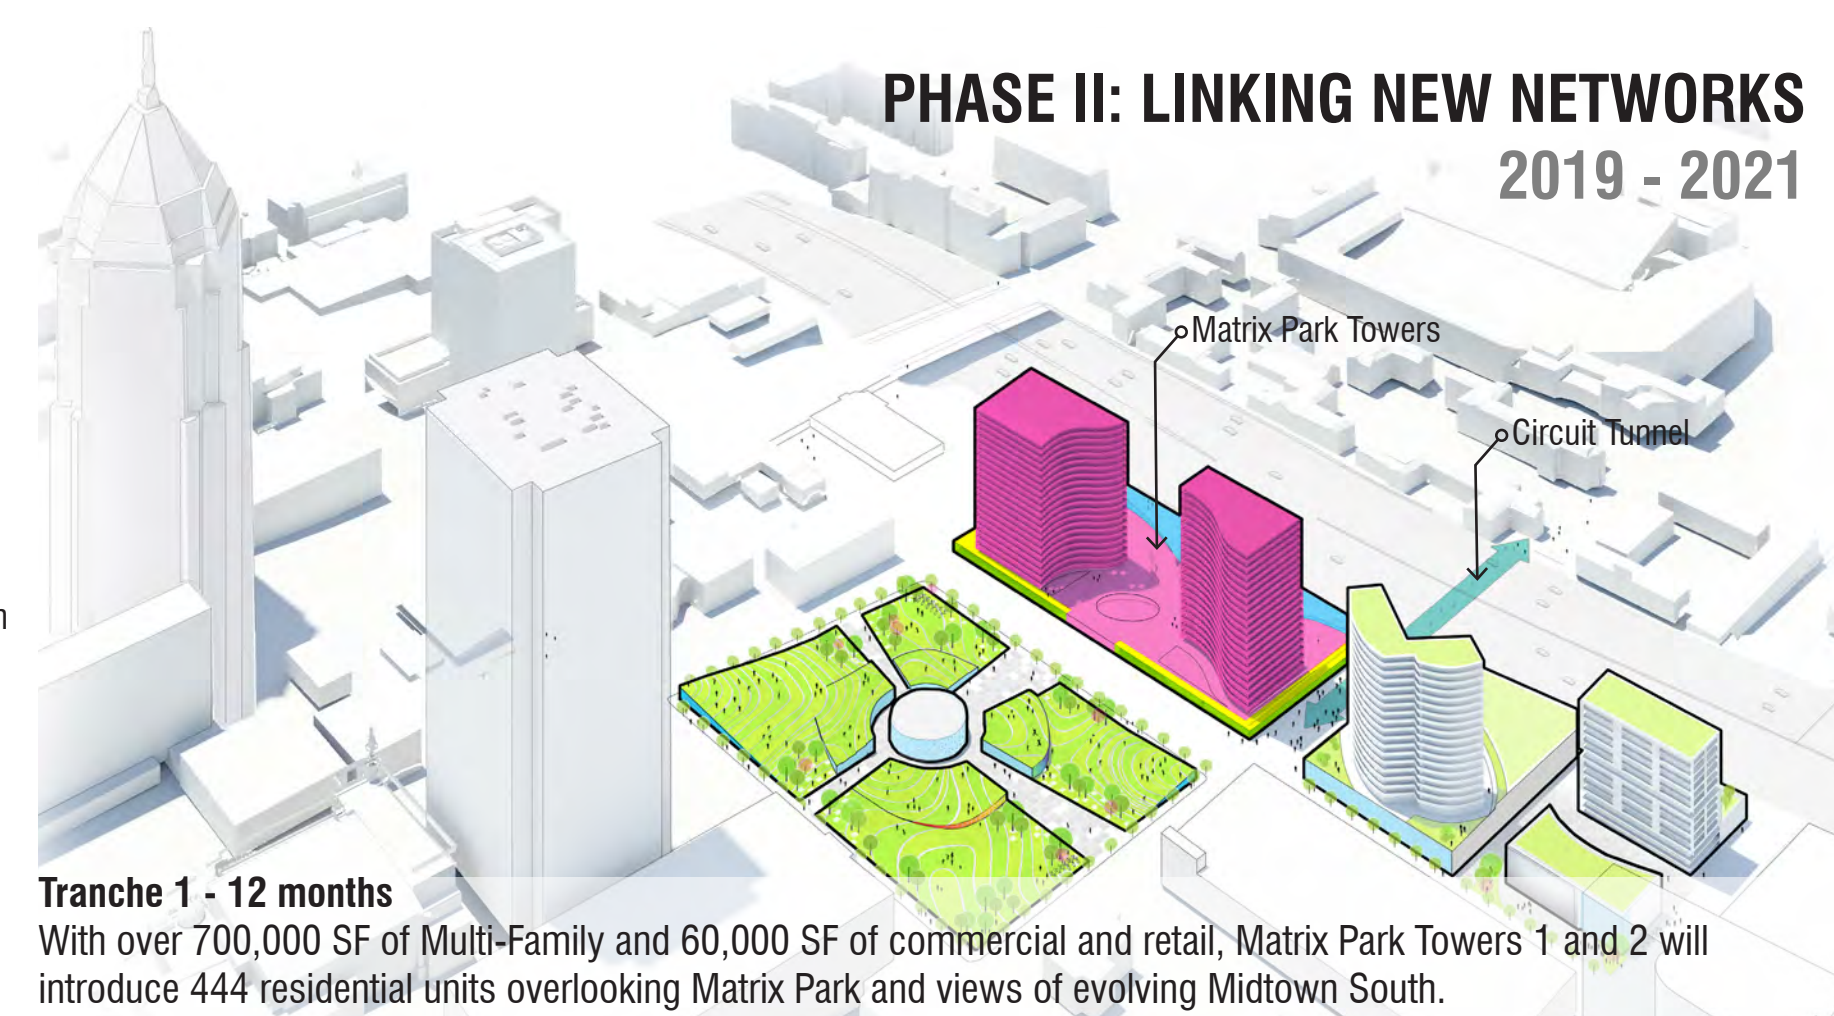 PHASE II: LINKING NEW NETWORKS
2019 - 2021
Matrix Park Towers
Circuit Tunnel
Tranche 1 - 12 months
With over 700,000 SF of Multi-Family and 60,000 SF of commercial and retail, Matrix Park Towers 1 and 2 will
introduce 444 residential units overlooking Matrix Park and views of evolving Midtown South.